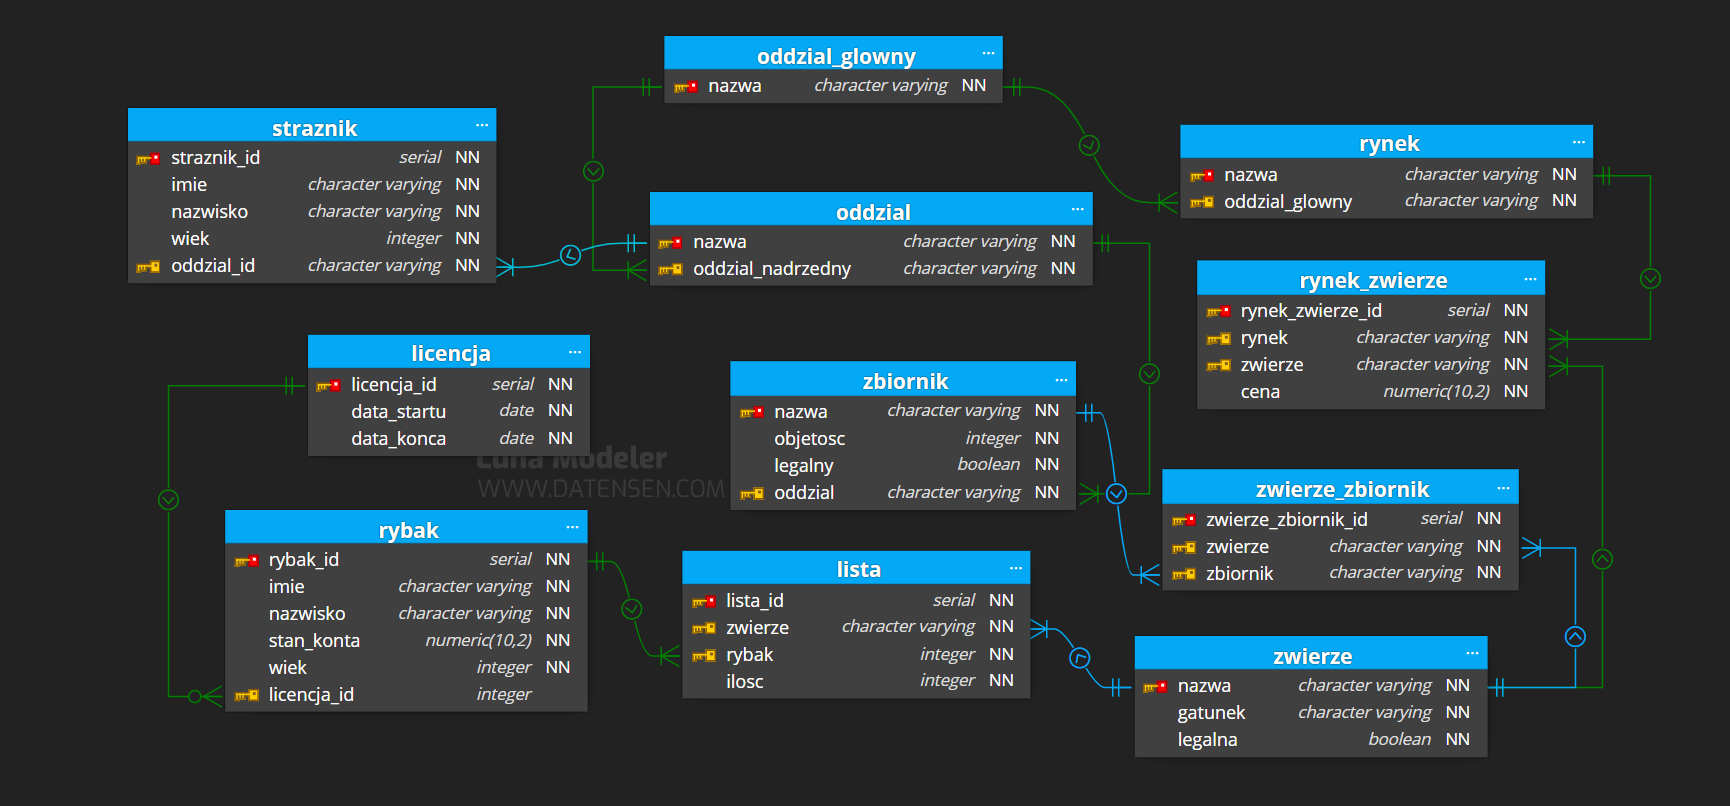 oddzial_glowny ...
nazwa character varying NN
straznik ...
straznik_id serial NN
imie character varying NN
nazwisko character varying NN
wiek integer NN
oddzial_id character varying NN
rynek ...
nazwa character varying NN
oddzial_glowny character varying NN
oddzial ...
nazwa character varying NN
oddzial_nadrzedny character varying NN
rynek_zwierze ...
rynek_zwierze_id serial NN
rynek character varying NN
zwierze character varying NN
cena numeric(10,2) NN
licencja ...
licencja_id serial NN
data_startu date NN
data_konca date NN
zbiornik ...
nazwa character varying NN
objetosc integer NN
legalny boolean NN
oddzial character varying NN
Luna Modeler
WWW.DATENSEN.COM
zwierze_zbiornik ...
zwierze_zbiornik_id serial NN
zwierze character varying NN
zbiornik character varying NN
rybak ...
rybak_id serial NN
imie character varying NN
nazwisko character varying NN
stan_konta numeric(10,2) NN
wiek integer NN
licencja_id integer
lista ...
lista_id serial NN
zwierze character varying NN
rybak integer NN
ilosc integer NN
zwierze ...
nazwa character varying NN
gatunek character varying NN
legalna boolean NN